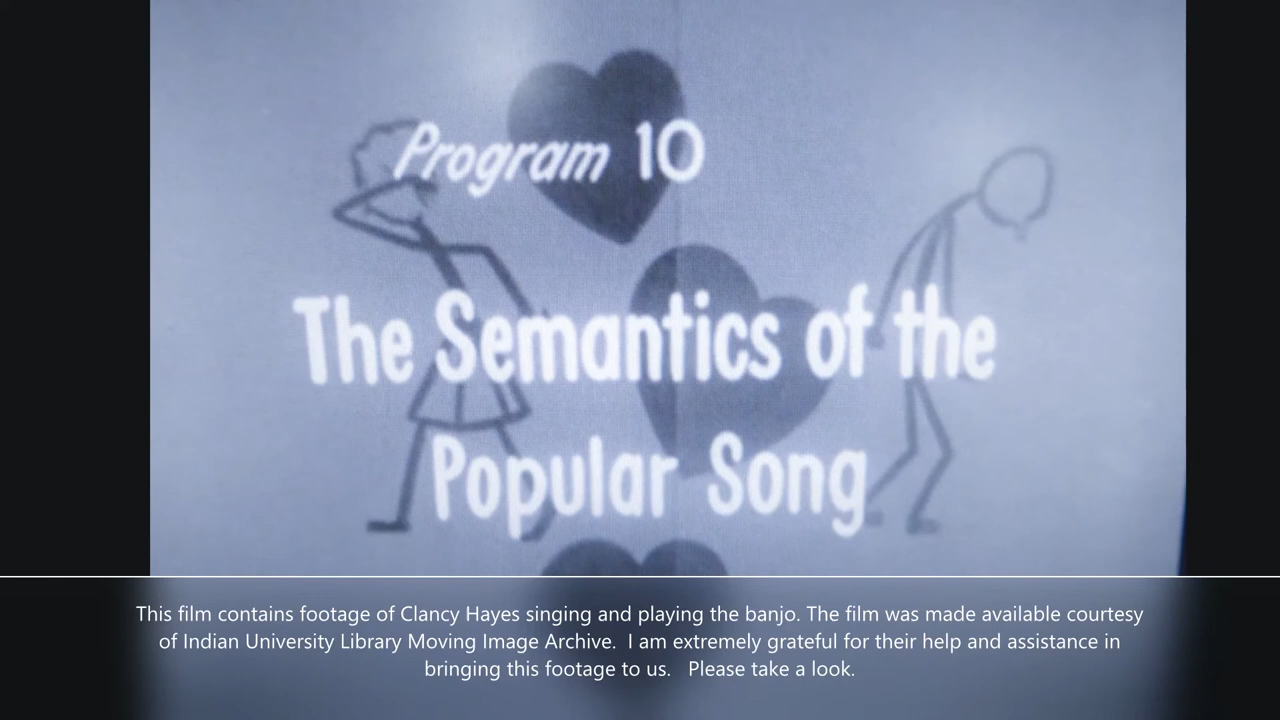 Program 10
The Semantics of the
Popular Song
This film contains footage of Clancy Hayes singing and playing the banjo. The film was made available courtesy
of Indian University Library Moving Image Archive.  I am extremely grateful for their help and assistance in
bringing this footage to us.   Please take a look.